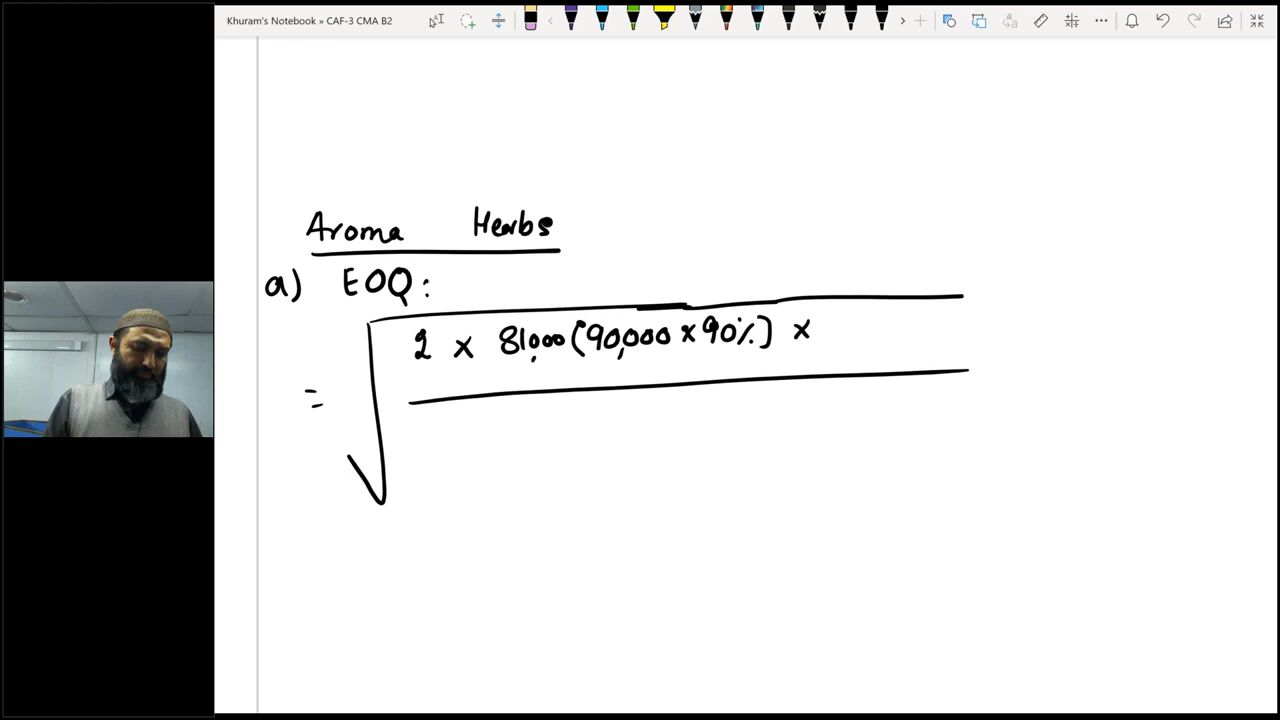 Khuram's Notebook » CAF-3 CMA B2
Aroma Herbs
a) EOQ:
2 x 81,000 (90,000 x 90%) x
=